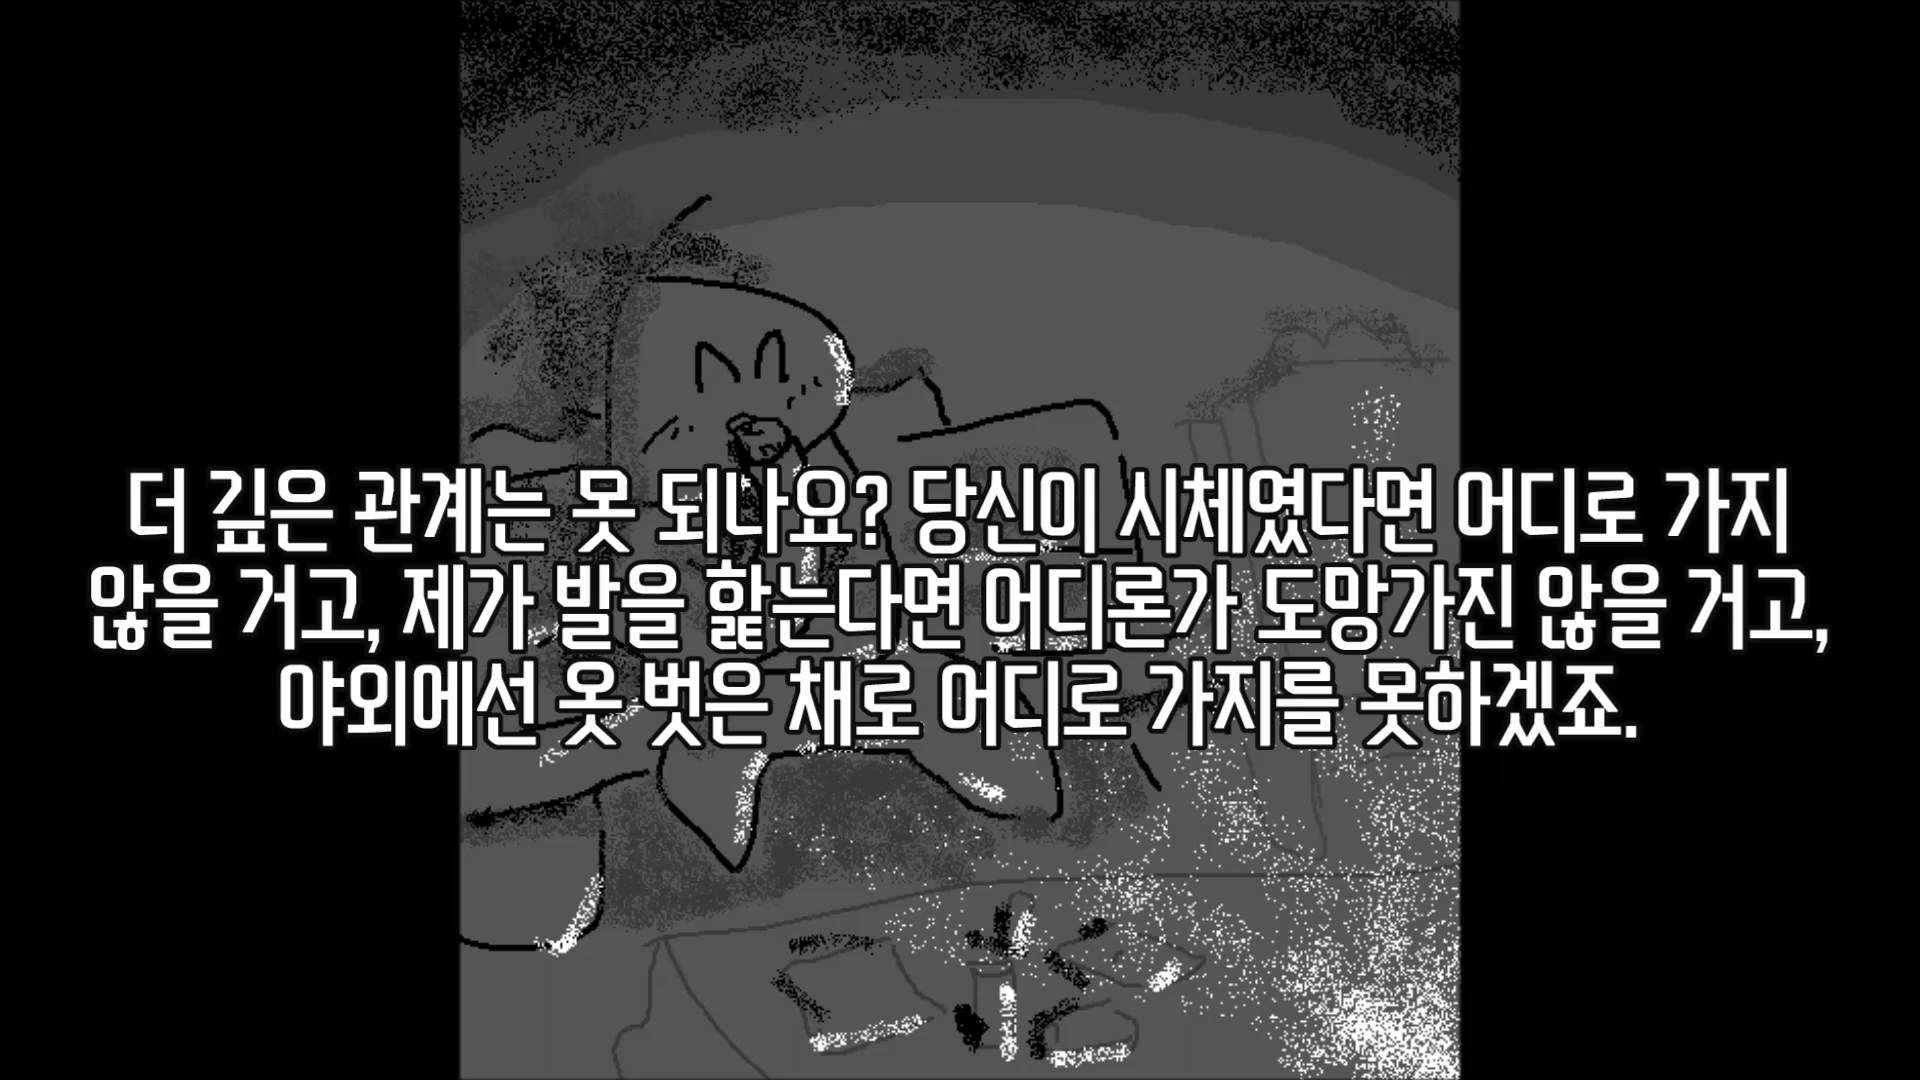 더 깊은 관계는 못 되나요? 당신이 시체였다면 어디로 가지
않을 거고, 제가 발을 핥는다면 어디론가 도망가진 않을 거고,
야외에선 옷 벗은 채로 어디로 가지를 못하겠죠.